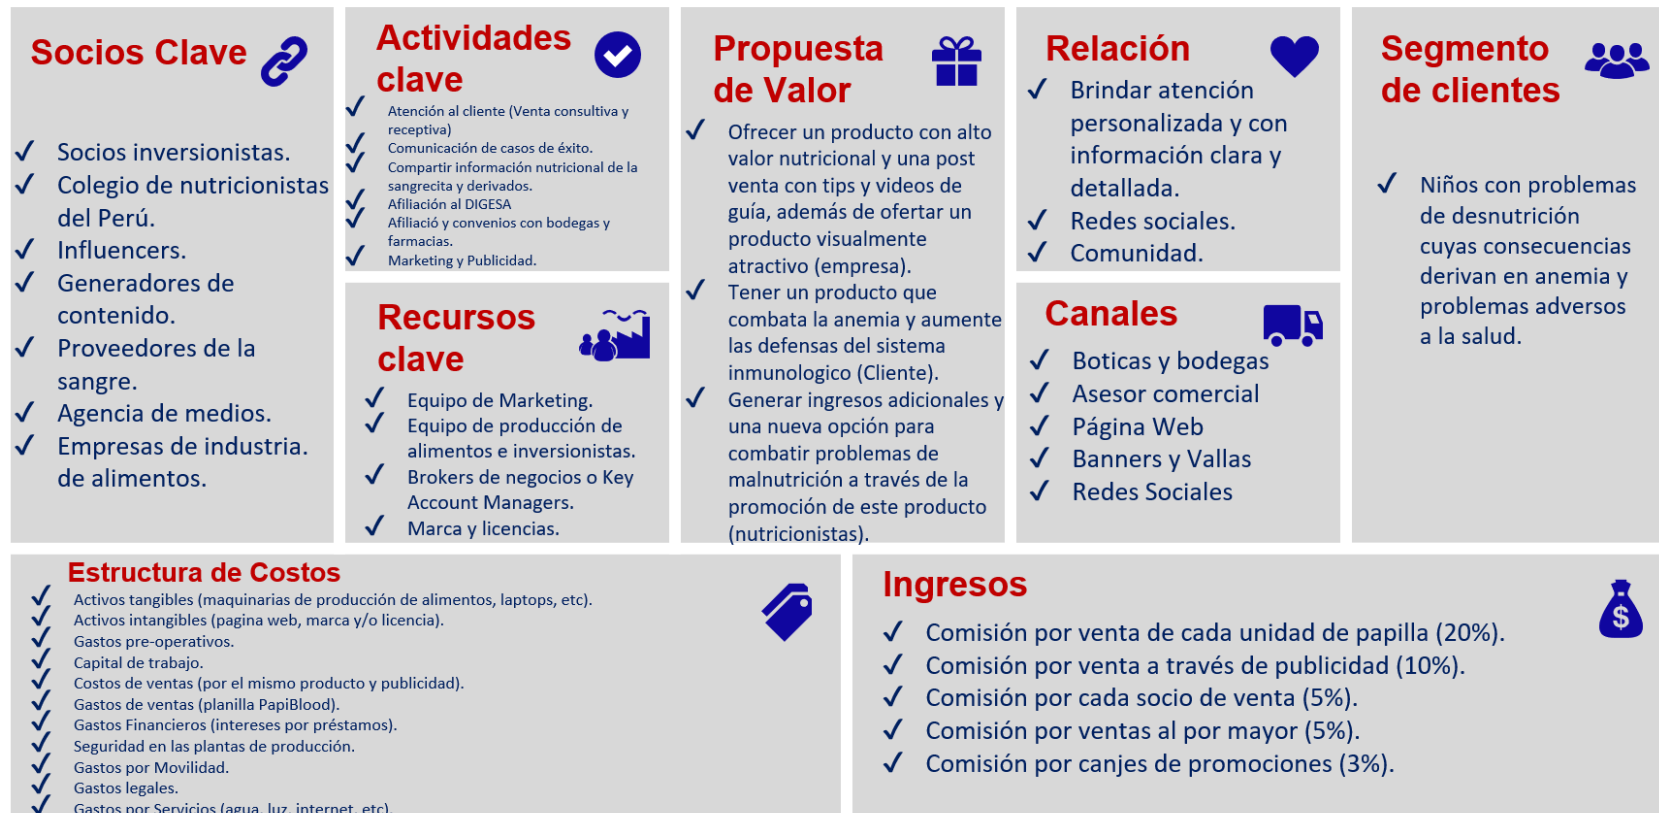 Socios Clave
Socios inversionistas.
Colegio de nutricionistas
del Perú.
Influencers.
Generadores de
contenido.
Proveedores de la
sangre.
Agencia de medios.
Empresas de industria.
de alimentos.
Actividades
clave
Atención al cliente (Venta consultiva y
receptiva)
Comunicación de casos de éxito.
Compartir información nutricional de la
sangrecita y derivados.
Afiliación al DIGESA
Afiliació y convenios con bodegas y
farmacias.
Marketing y Publicidad.
Recursos
clave
Equipo de Marketing.
Equipo de producción de
alimentos e inversionistas.
Brokers de negocios o Key
Account Managers.
Marca y licencias.
Propuesta
de Valor
Ofrecer un producto con alto
valor nutricional y una post
venta con tips y videos de
guía, además de ofertar un
producto visualmente
atractivo (empresa).
Tener un producto que
combata la anemia y aumente
las defensas del sistema
inmunologico (Cliente).
Generar ingresos adicionales y
una nueva opción para
combatir problemas de
malnutrición a través de la
promoción de este producto
(nutricionistas).
Relación
Brindar atención
personalizada y con
información clara y
detallada.
Redes sociales.
Comunidad.
Canales
Boticas y bodegas
Asesor comercial
Página Web
Banners y Vallas
Redes Sociales
Segmento
de clientes
Niños con problemas
de desnutrición
cuyas consecuencias
derivan en anemia y
problemas adversos
a la salud.
Estructura de Costos
Activos tangibles (maquinarias de producción de alimentos, laptops, etc).
Activos intangibles (pagina web, marca y/o licencia).
Gastos pre-operativos.
Capital de trabajo.
Costos de ventas (por el mismo producto y publicidad).
Gastos de ventas (planilla PapiBlood).
Gastos Financieros (intereses por préstamos).
Seguridad en las plantas de producción.
Gastos por Movilidad.
Gastos legales.
Gastos por Servicios (agua, luz, internet, etc).
Ingresos
$
Comisión por venta de cada unidad de papilla (20%).
Comisión por venta a través de publicidad (10%).
Comisión por cada socio de venta (5%).
Comisión por ventas al por mayor (5%).
Comisión por canjes de promociones (3%).